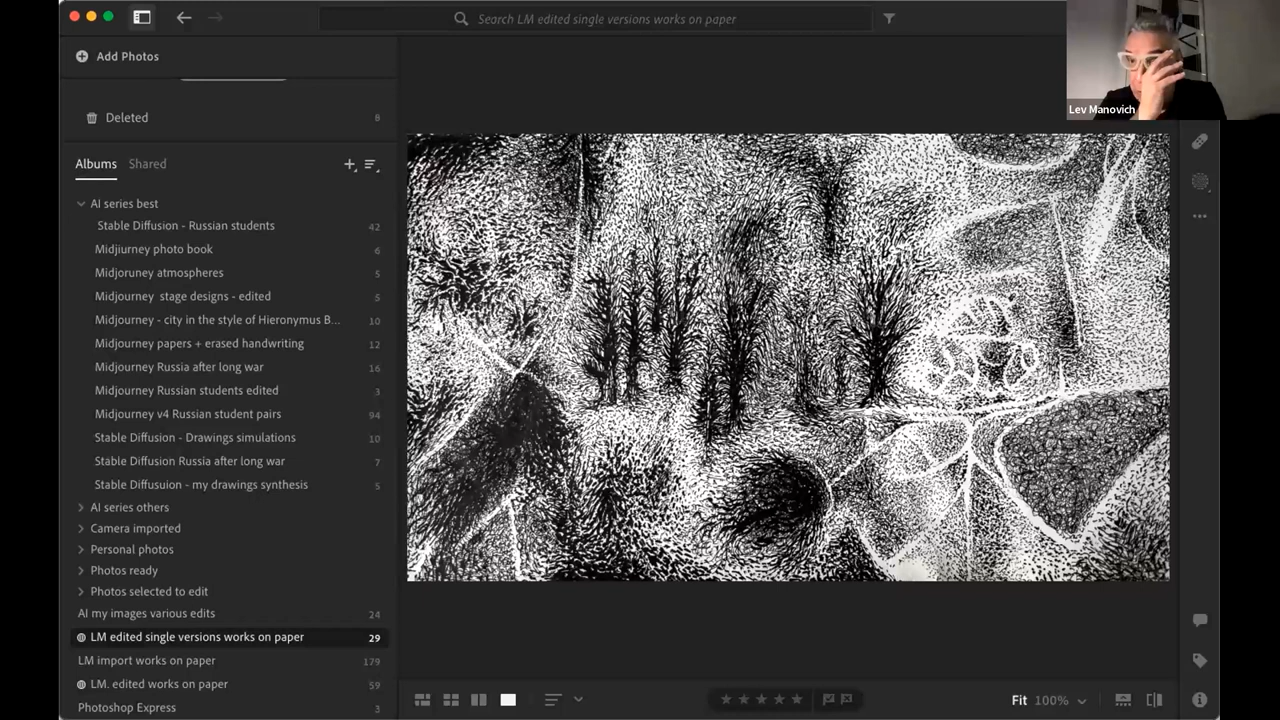 Search LM edited single versions works on paper
Add Photos
Lev Manovich
Deleted 8
Albums Shared
AI series best
Stable Diffusion - Russian students 42
Midjiurney photo book 6
Midjoruney atmospheres 5
Midjourney stage designs - edited 5
Midjourney - city in the style of Hieronymus B... 10
Midjourney papers + erased handwriting 12
Midjourney Russia after long war 16
Midjourney Russian students edited 3
Midjourney v4 Russian student pairs 94
Stable Diffusion - Drawings simulations 10
Stable Diffusion Russia after long war 7
Stable Diffusuion - my drawings synthesis 5
AI series others
Camera imported
Personal photos
Photos ready
Photos selected to edit
AI my images various edits 24
LM edited single versions works on paper 29
LM import works on paper 179
LM. edited works on paper 59
Photoshop Express 3
Fit 100%